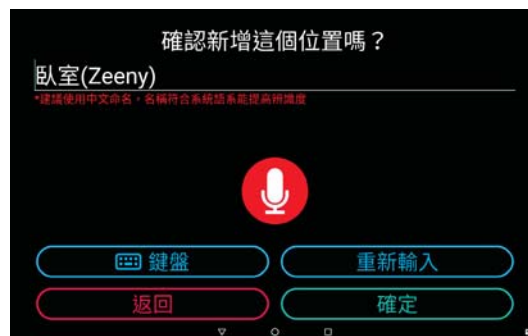 確認新增這個位置嗎？
臥室(Zeeny)
*建議使用中文命名，名稱符合系統語系能提高辨識度
鍵盤
重新輸入
返回
確定